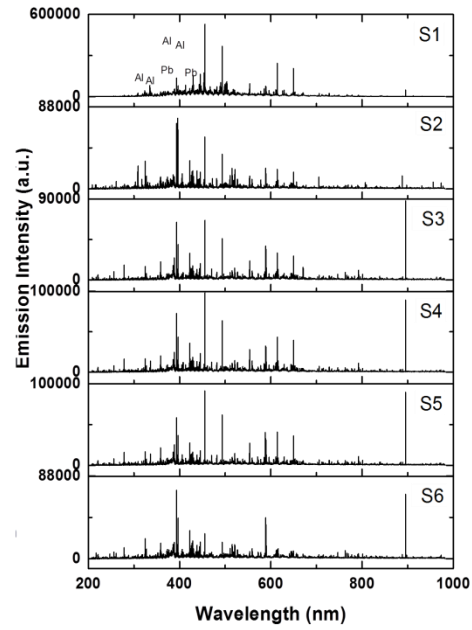 600000
S1
Al
Al
Pb
Pb
Al
Al
0
88000
S2
0
90000
S3
0
100000
S4
0
100000
S5
0
88000
S6
0
200 400 600 800 1000
Wavelength (nm)
Emission Intensity (a.u.)